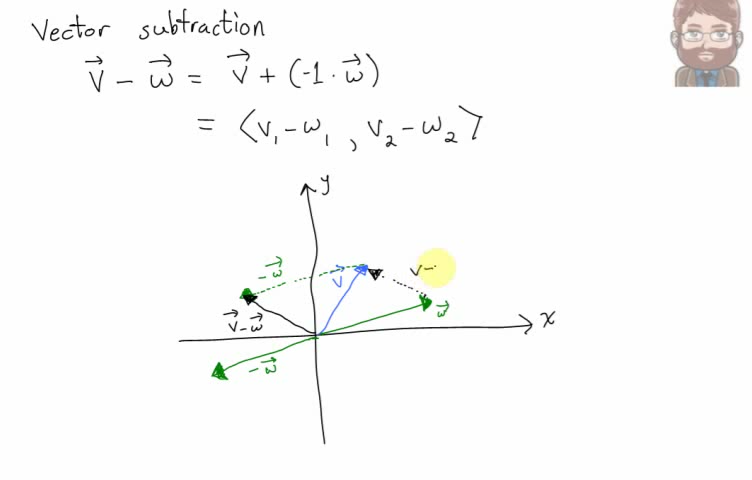 Vector subtraction
v⃗ − w⃗ = v⃗ + (-1 · w⃗)
= ⟨v₁ − w₁ , v₂ − w₂⟩
y
−w⃗
v⃗
v−
w⃗
v⃗−w⃗
x
−w⃗